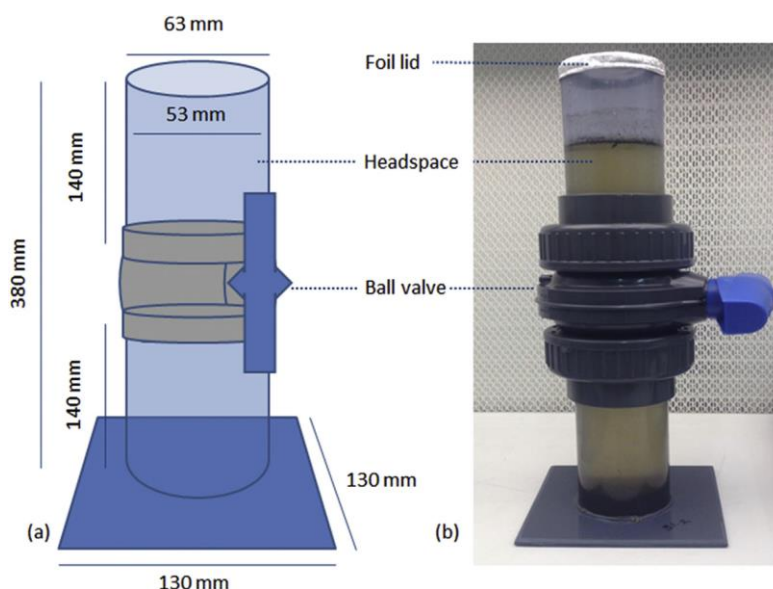 63 mm
53 mm
140 mm
380 mm
140 mm
130 mm
130 mm
(a)
Foil lid
Headspace
Ball valve
(b)